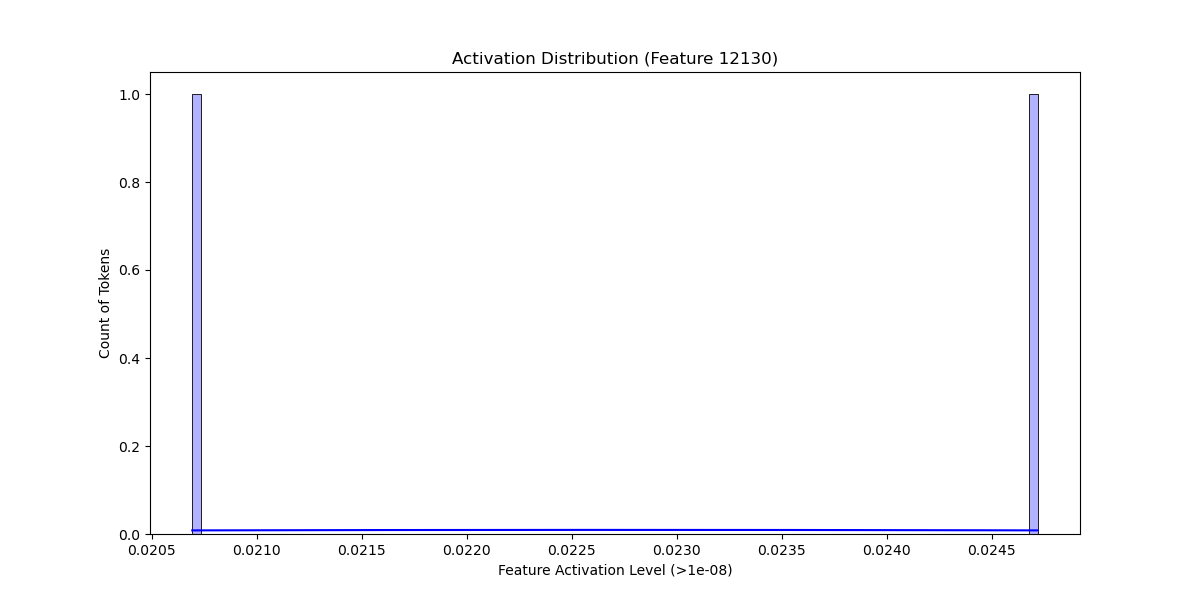 Activation Distribution (Feature 12130)
Count of Tokens
1.0
0.8
0.6
0.4
0.2
0.0
0.0205 0.0210 0.0215 0.0220 0.0225 0.0230 0.0235 0.0240 0.0245
Feature Activation Level (>1e-08)